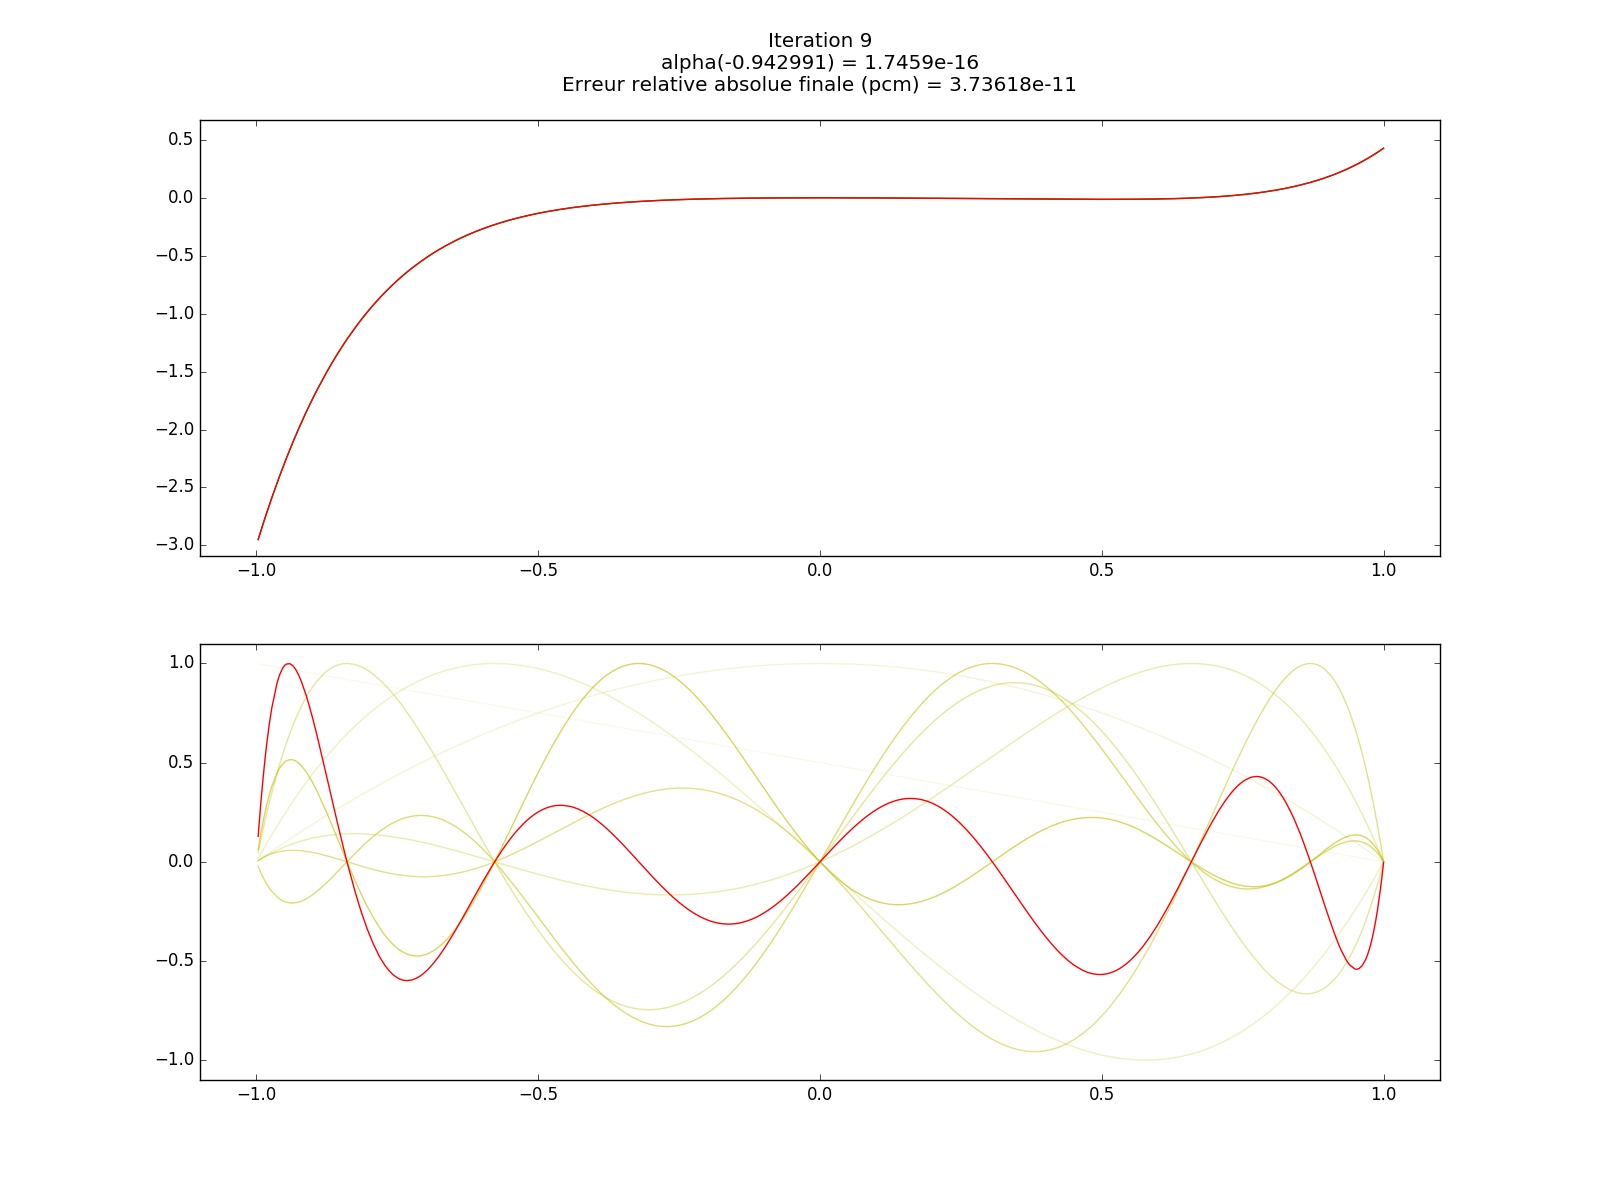 Iteration 9
alpha(-0.942991) = 1.7459e-16
Erreur relative absolue finale (pcm) = 3.73618e-11
0.5
0.0
−0.5
−1.0
−1.5
−2.0
−2.5
−3.0
−1.0 −0.5 0.0 0.5 1.0
1.0
0.5
0.0
−0.5
−1.0
−1.0 −0.5 0.0 0.5 1.0